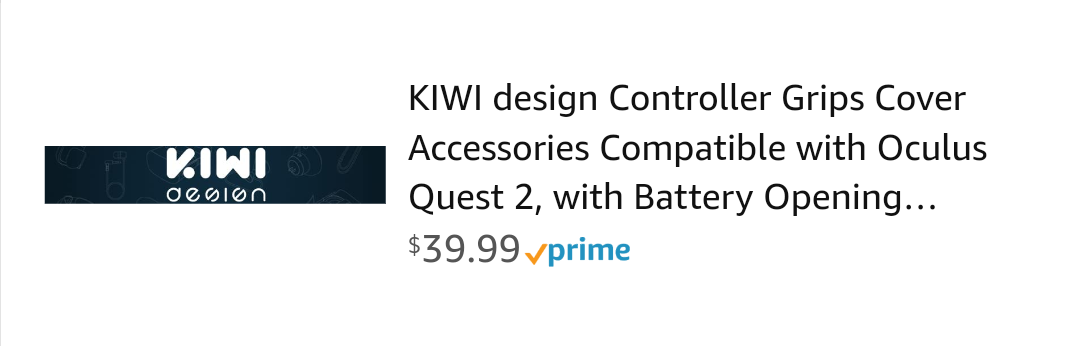 KIWI
design
KIWI design Controller Grips Cover
Accessories Compatible with Oculus
Quest 2, with Battery Opening…
$39.99 prime